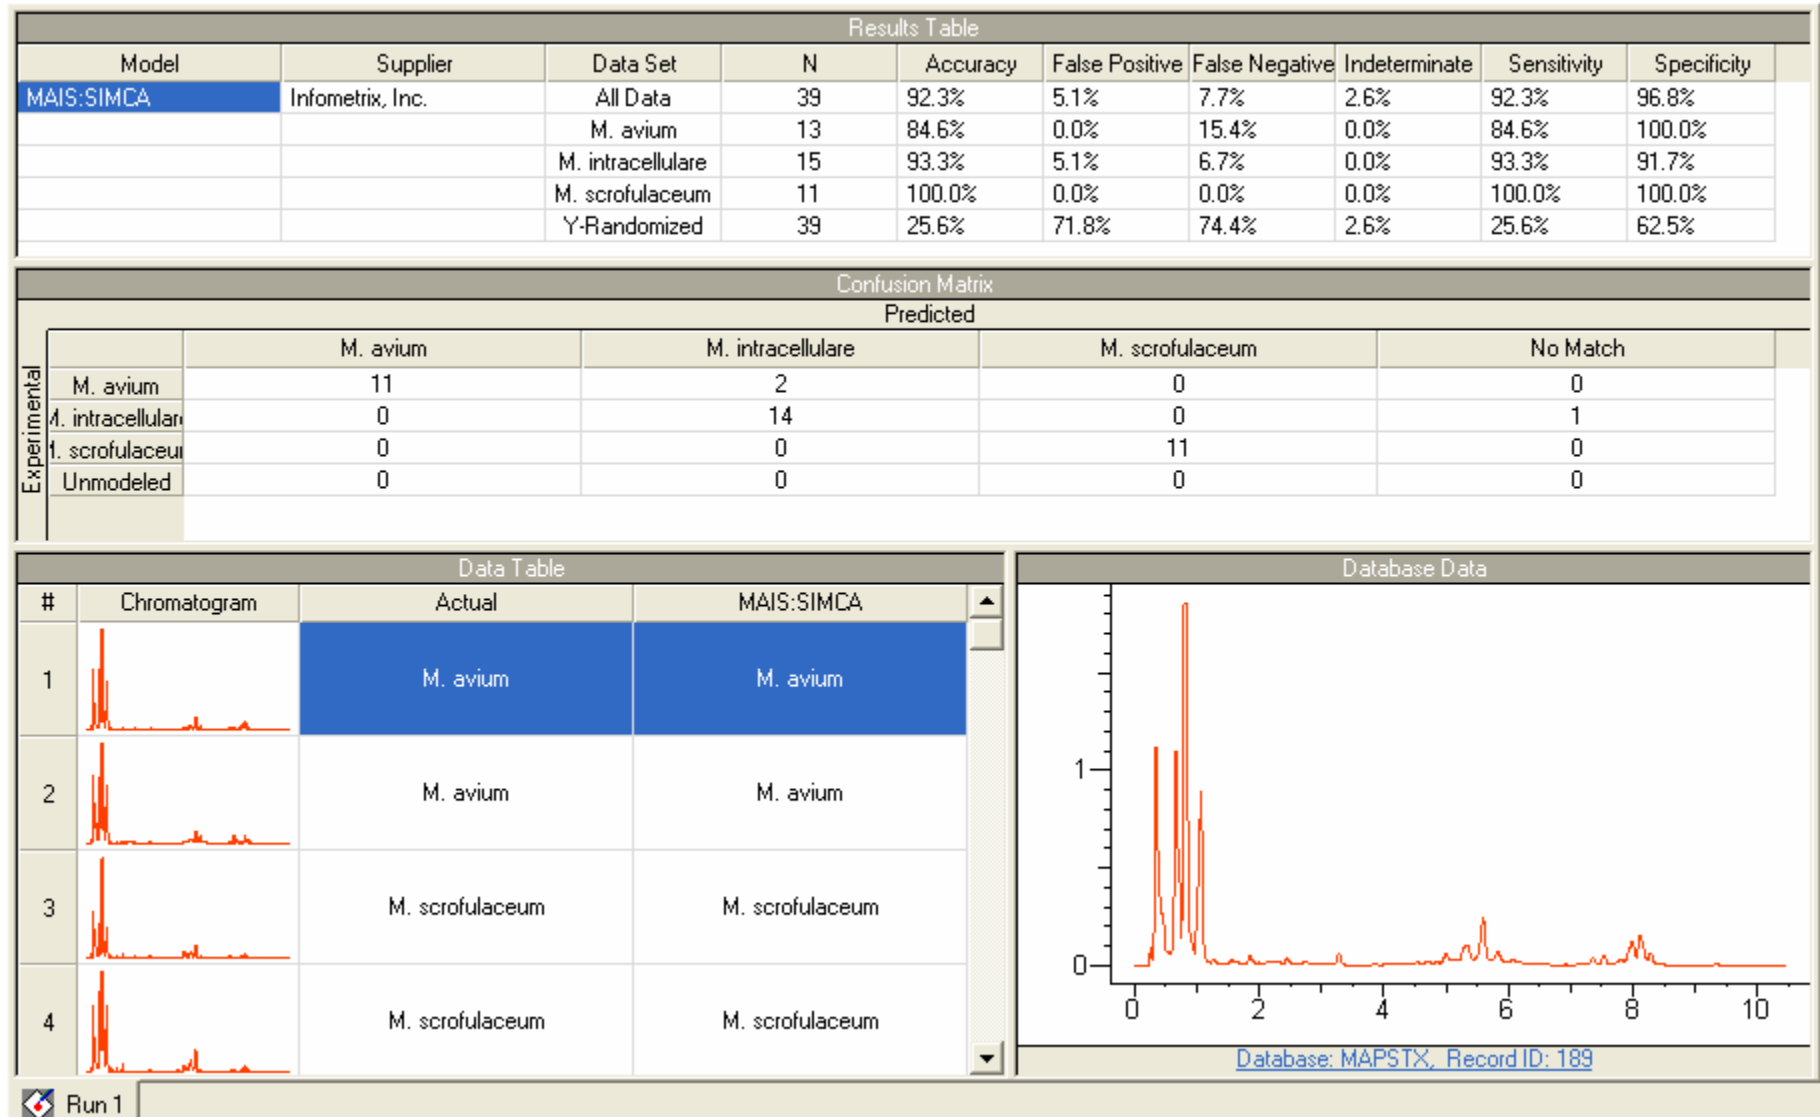 Results Table
Model Supplier Data Set N Accuracy False Positive False Negative Indeterminate Sensitivity Specificity
MAIS:SIMCA Infometrix, Inc. All Data 39 92.3% 5.1% 7.7% 2.6% 92.3% 96.8%
M. avium 13 84.6% 0.0% 15.4% 0.0% 84.6% 100.0%
M. intracellulare 15 93.3% 5.1% 6.7% 0.0% 93.3% 91.7%
M. scrofulaceum 11 100.0% 0.0% 0.0% 0.0% 100.0% 100.0%
Y-Randomized 39 25.6% 71.8% 74.4% 2.6% 25.6% 62.5%
Confusion Matrix
Predicted
Experimental
M. avium M. intracellulare M. scrofulaceum No Match
M. avium 11 2 0 0
M. intracellular 0 14 0 1
M. scrofulaceu 0 0 11 0
Unmodeled 0 0 0 0
Data Table
# Chromatogram Actual MAIS:SIMCA
1 M. avium M. avium
2 M. avium M. avium
3 M. scrofulaceum M. scrofulaceum
4 M. scrofulaceum M. scrofulaceum
Database Data
1
0
0 2 4 6 8 10
Database: MAPSTX, Record ID: 189
Run 1